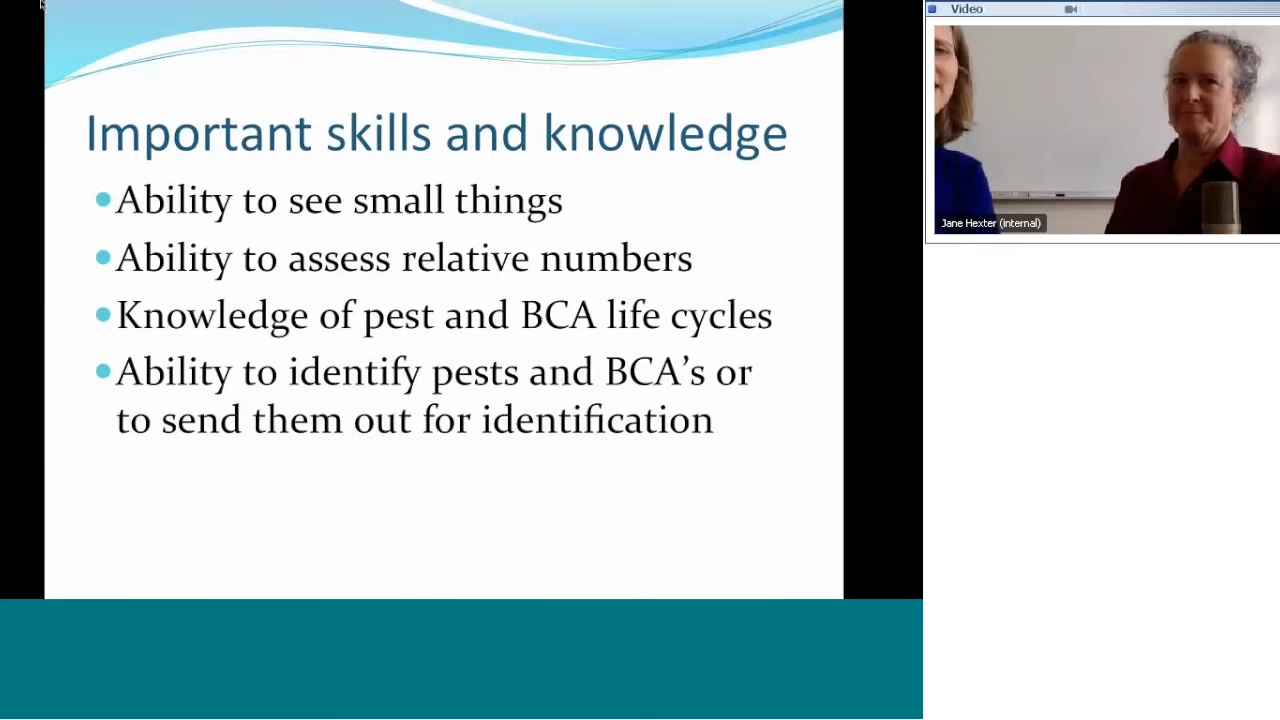 Important skills and knowledge
Ability to see small things
Ability to assess relative numbers
Knowledge of pest and BCA life cycles
Ability to identify pests and BCA’s or
to send them out for identification
Video
Jane Hexter (internal)